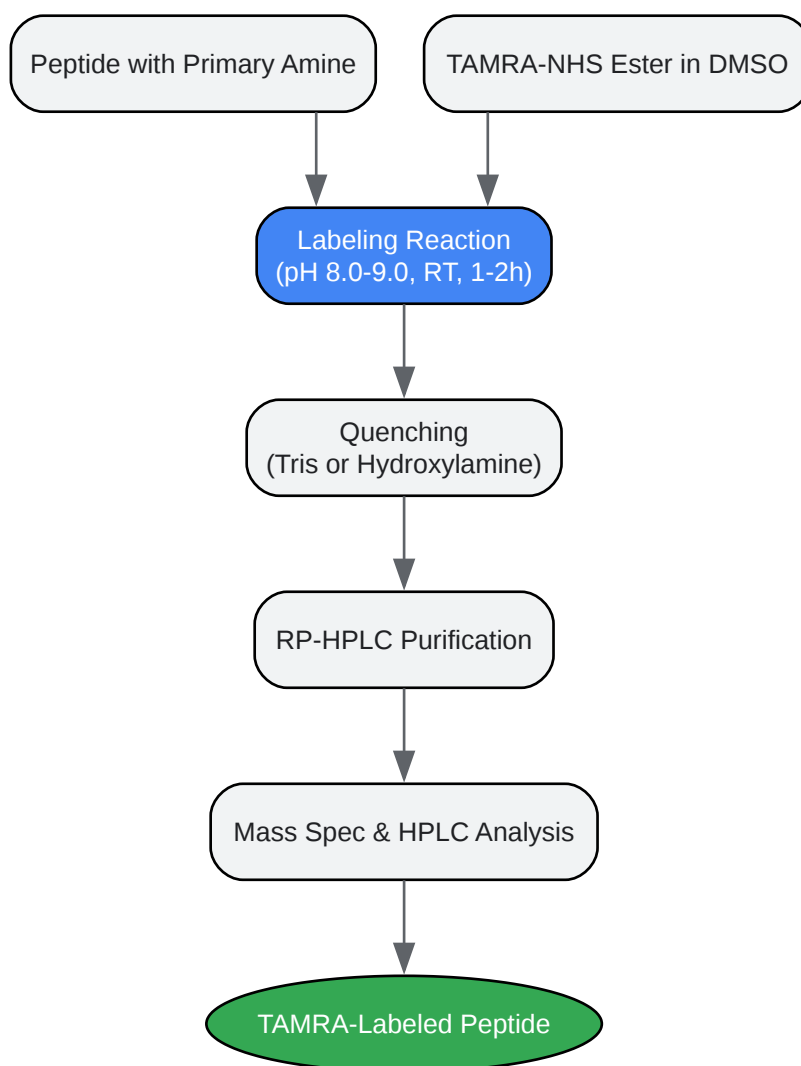 Peptide with Primary Amine
TAMRA-NHS Ester in DMSO
Labeling Reaction
(pH 8.0-9.0, RT, 1-2h)
Quenching
(Tris or Hydroxylamine)
RP-HPLC Purification
Mass Spec & HPLC Analysis
TAMRA-Labeled Peptide